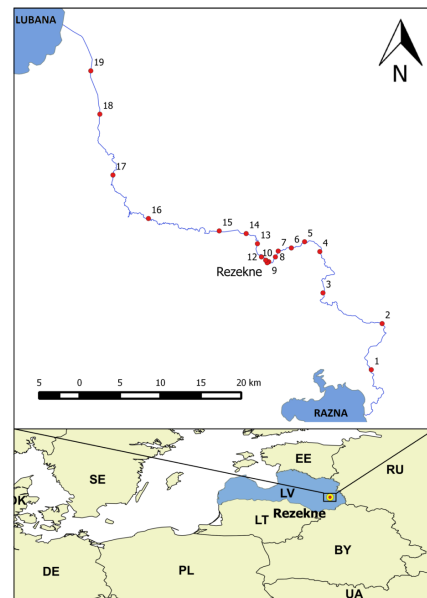 LUBANA
N
19
18
17
16
15
14
13
12
10
9
8
7
6
5
4
3
2
1
Rezekne
5 0 5 10 15 20 km
RAZNA
SE
EE
RU
LV
Rezekne
LT
DK
BY
DE
PL
UA